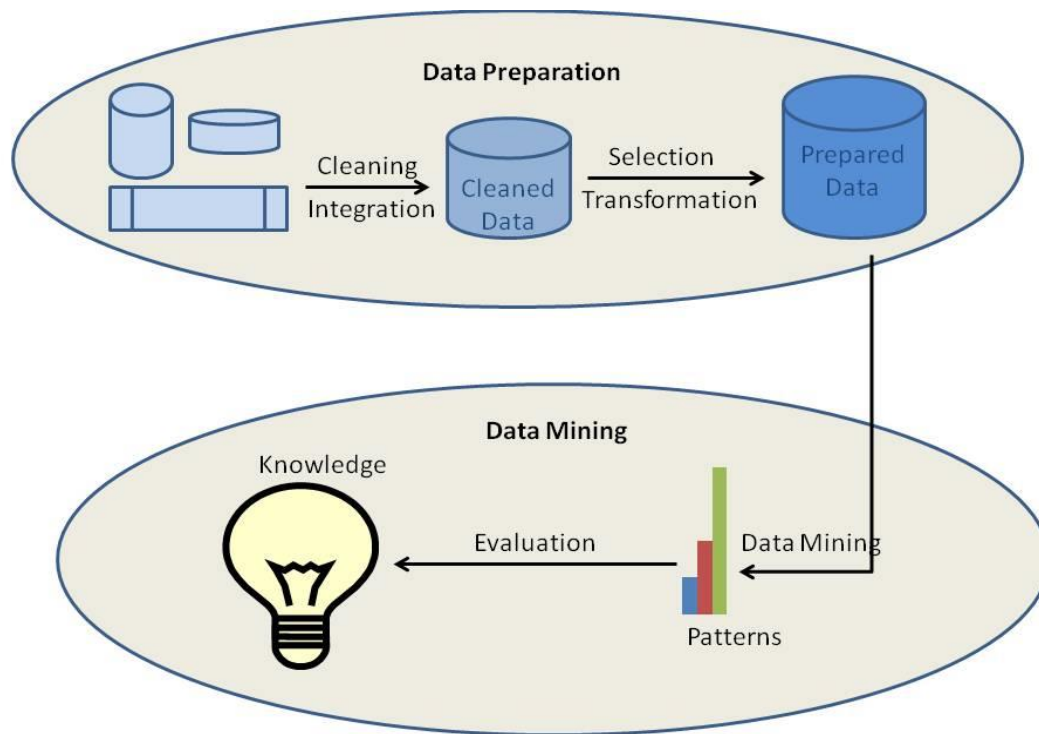 Data Preparation
Cleaning
Integration
Cleaned
Data
Selection
Transformation
Prepared
Data
Data Mining
Knowledge
Evaluation
Data Mining
Patterns